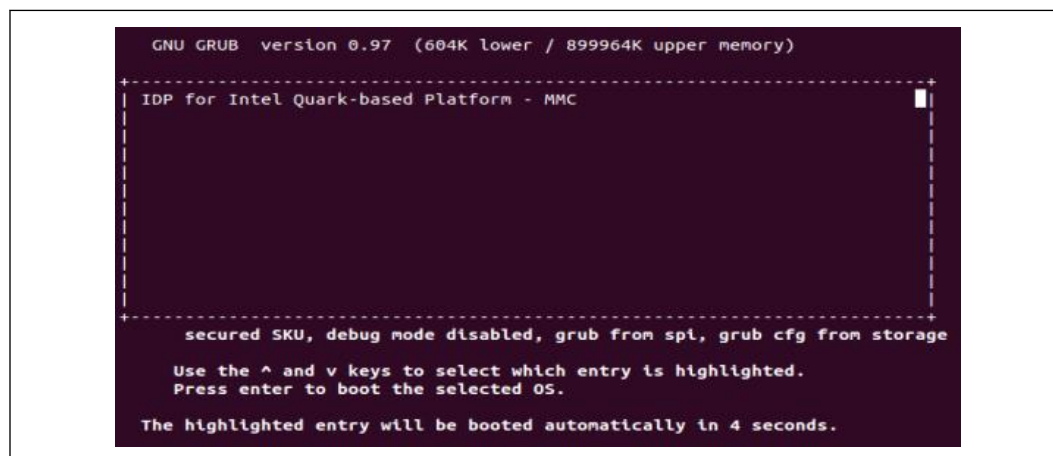 GNU GRUB version 0.97 (604K lower / 899964K upper memory)
IDP for Intel Quark-based Platform - MMC
secured SKU, debug mode disabled, grub from spi, grub cfg from storage
Use the ^ and v keys to select which entry is highlighted.
Press enter to boot the selected OS.
The highlighted entry will be booted automatically in 4 seconds.